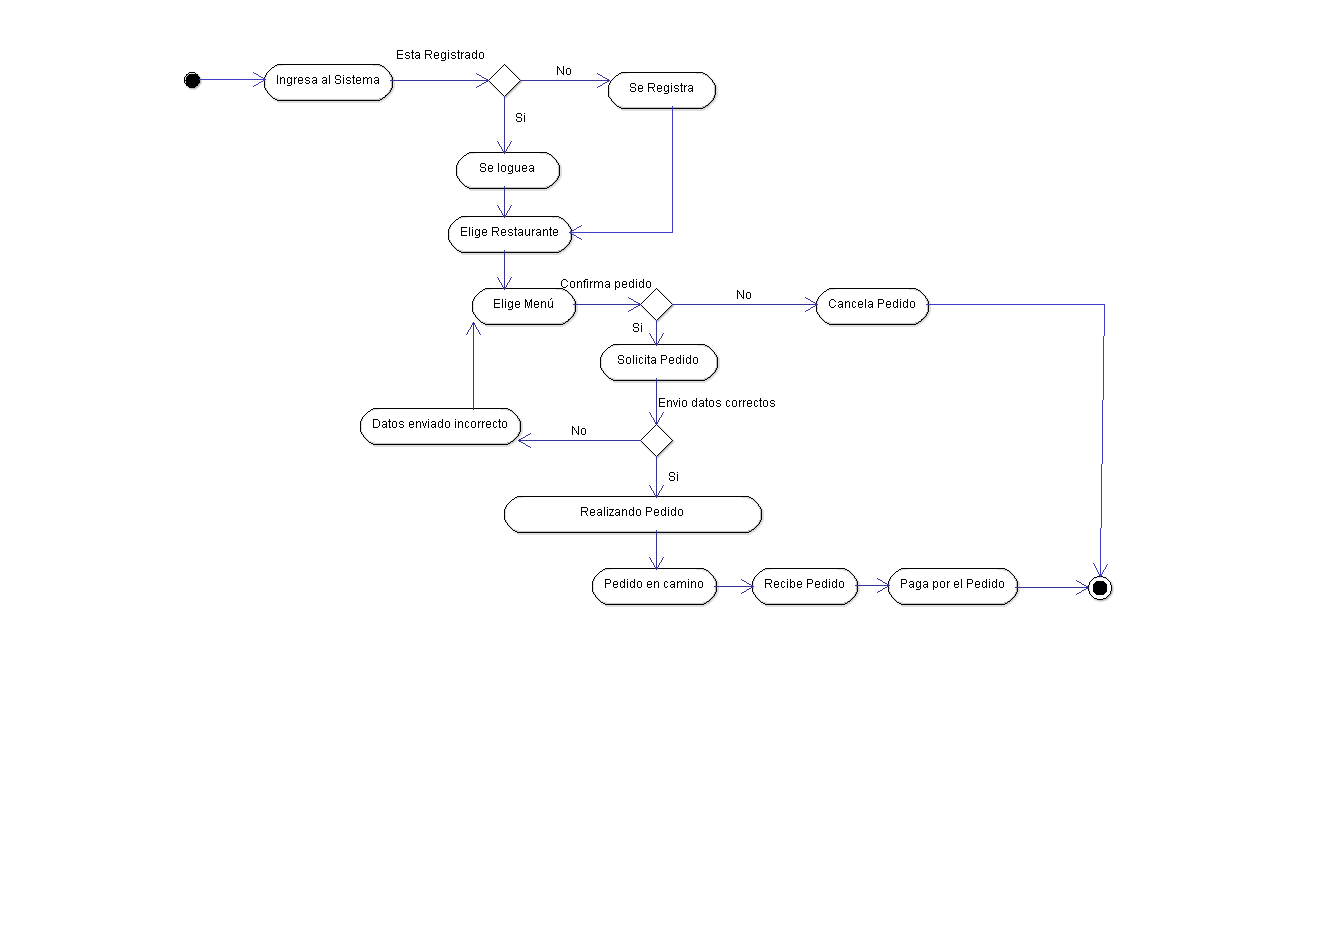 Esta Registrado
Ingresa al Sistema
No
Se Registra
Si
Se loguea
Elige Restaurante
Confirma pedido
Elige Menú
No
Cancela Pedido
Si
Solicita Pedido
Envio datos correctos
Datos enviado incorrecto
No
Si
Realizando Pedido
Pedido en camino
Recibe Pedido
Paga por el Pedido